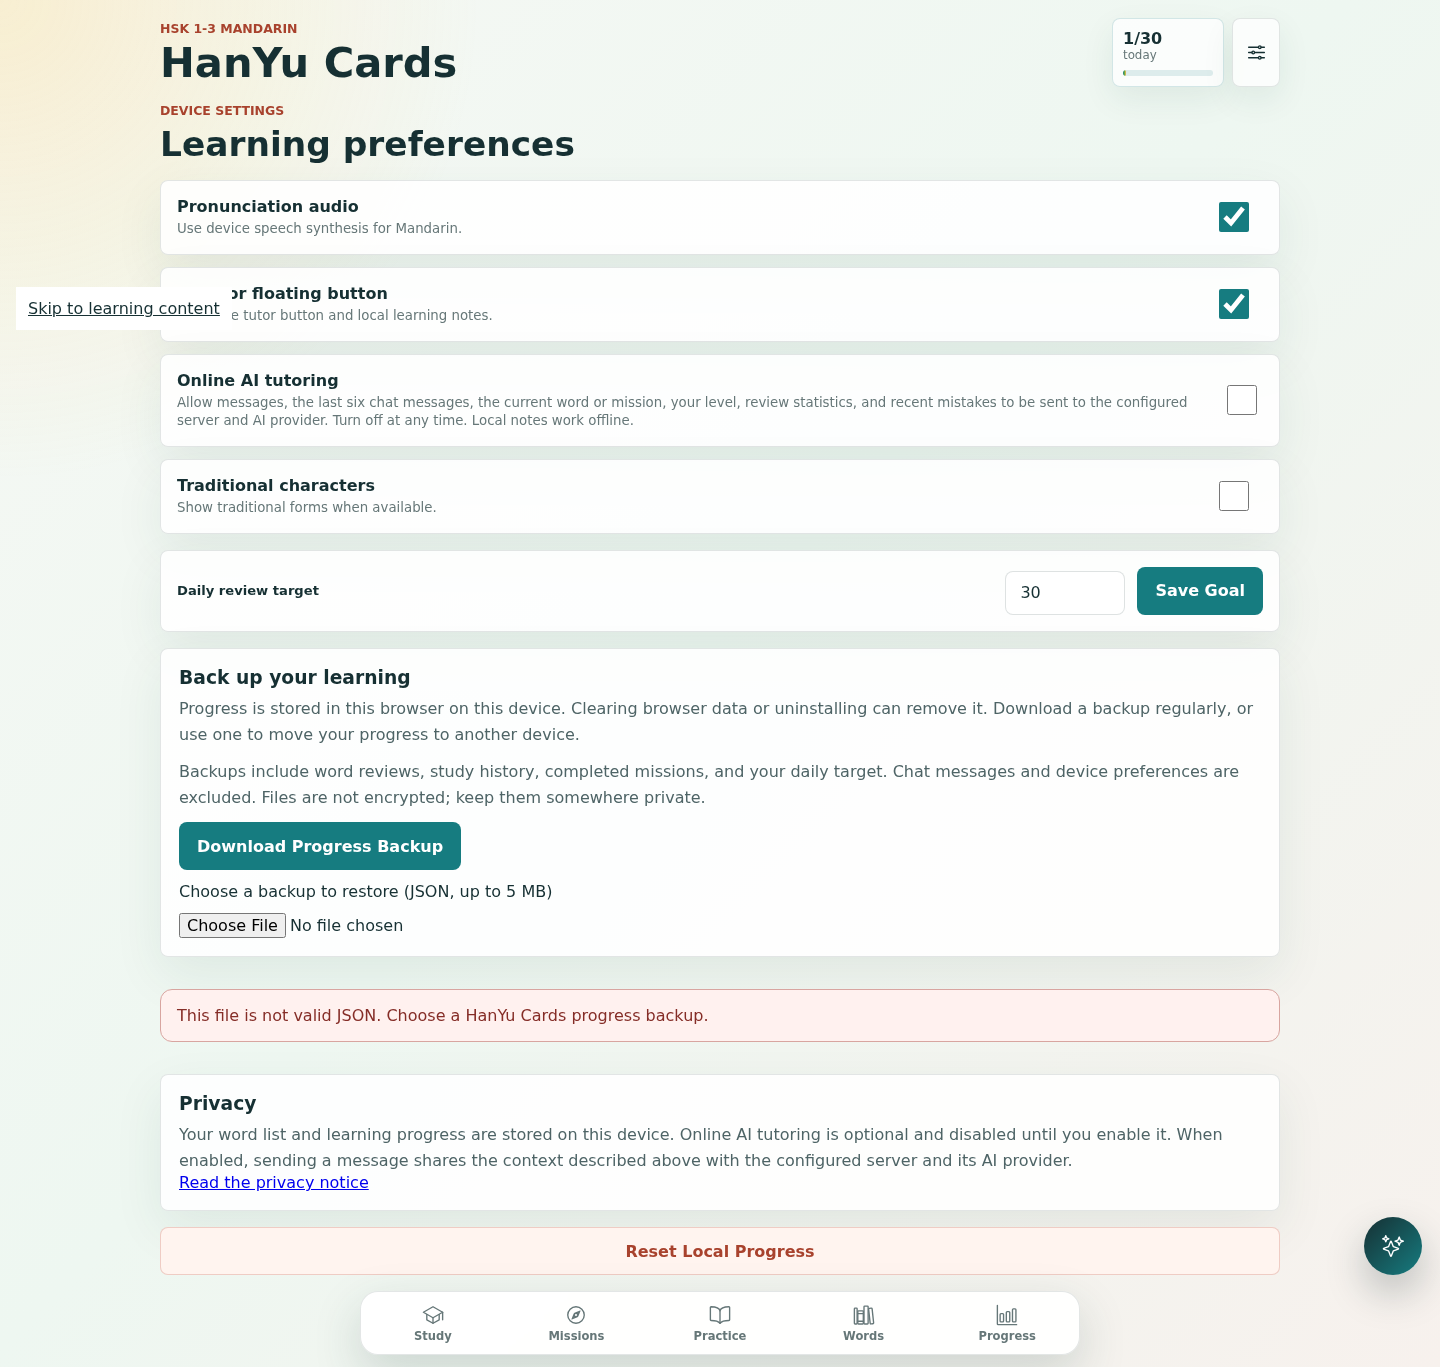 HSK 1-3 MANDARIN
HanYu Cards
1/30
today
DEVICE SETTINGS
Learning preferences
Pronunciation audio
Use device speech synthesis for Mandarin.
Skip to learning content
or floating button
e tutor button and local learning notes.
Online AI tutoring
Allow messages, the last six chat messages, the current word or mission, your level, review statistics, and recent mistakes to be sent to the configured
server and AI provider. Turn off at any time. Local notes work offline.
Traditional characters
Show traditional forms when available.
Daily review target
30
Save Goal
Back up your learning
Progress is stored in this browser on this device. Clearing browser data or uninstalling can remove it. Download a backup regularly, or
use one to move your progress to another device.
Backups include word reviews, study history, completed missions, and your daily target. Chat messages and device preferences are
excluded. Files are not encrypted; keep them somewhere private.
Download Progress Backup
Choose a backup to restore (JSON, up to 5 MB)
Choose File No file chosen
This file is not valid JSON. Choose a HanYu Cards progress backup.
Privacy
Your word list and learning progress are stored on this device. Online AI tutoring is optional and disabled until you enable it. When
enabled, sending a message shares the context described above with the configured server and its AI provider.
Read the privacy notice
Reset Local Progress
Study
Missions
Practice
Words
Progress